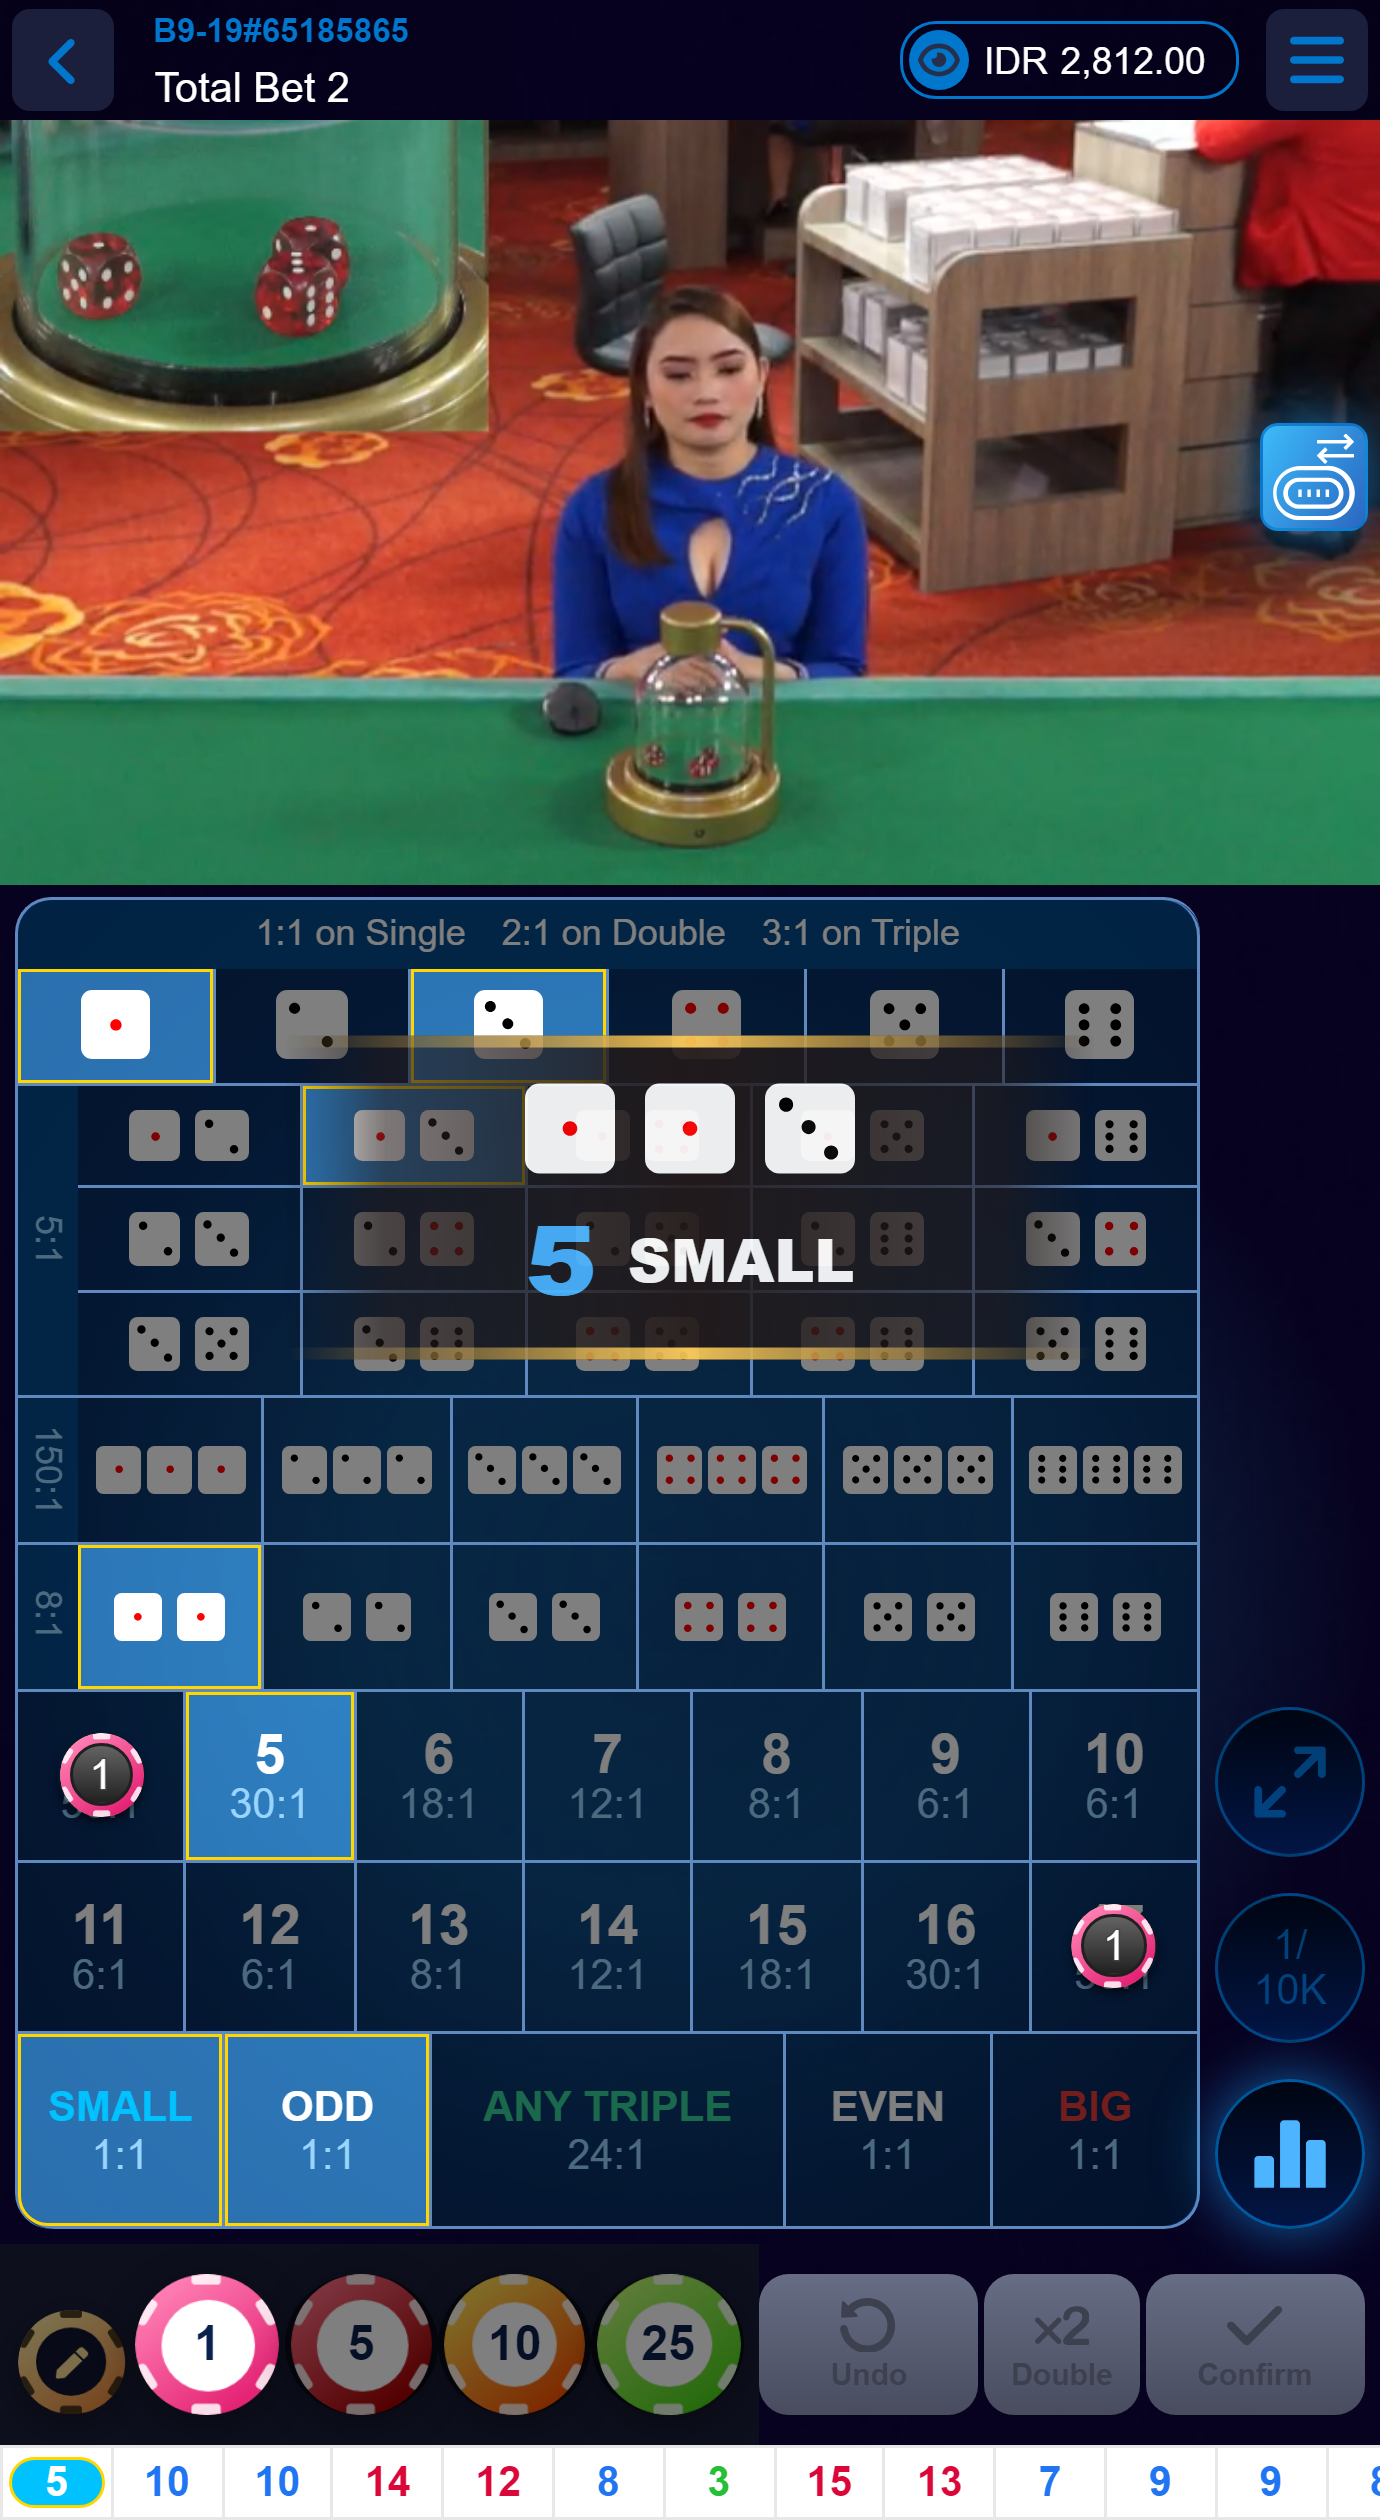 B9-19#65185865
Total Bet 2
IDR 2,812.00
1:1 on Single 2:1 on Double 3:1 on Triple
5:1
5 SMALL
150:1
8:1
1
5 6 7 8 9 10
30:1 18:1 12:1 8:1 6:1 6:1
11 12 13 14 15 16
1
6:1 6:1 8:1 12:1 18:1 30:1
1/
10K
SMALL ODD ANY TRIPLE EVEN BIG
1:1 1:1 24:1 1:1 1:1
1 5 10 25
x2
Undo Double Confirm
5 10 10 14 12 8 3 15 13 7 9 9